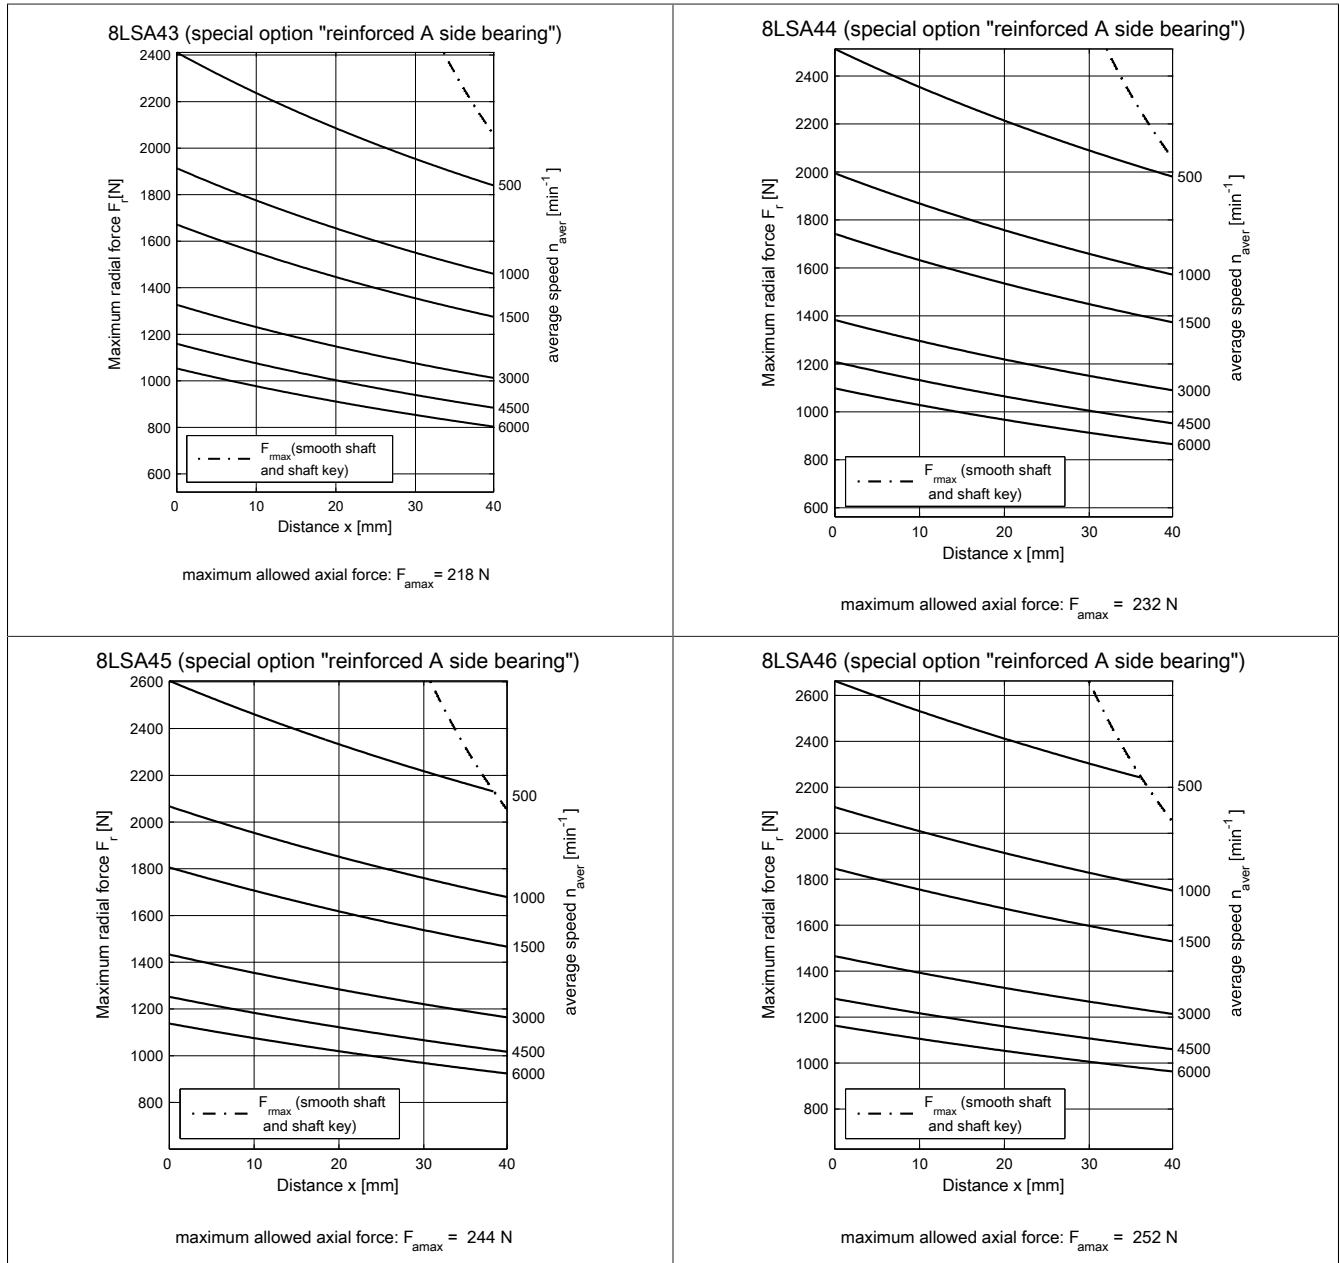 8LSA43 (special option "reinforced A side bearing")
2400
2200
2000
1800
1600
1400
1200
1000
800
600
Maximum radial force Fr[N]
500
1000
1500
3000
4500
6000
average speed naver [min-1 ]
Frmax(smooth shaft
and shaft key)
0 10 20 30 40
Distance x [mm]
maximum allowed axial force: Famax= 218 N
8LSA44 (special option "reinforced A side bearing")
2400
2200
2000
1800
1600
1400
1200
1000
800
600
Maximum radial force Fr [N]
500
1000
1500
3000
4500
6000
average speed naver [min-1 ]
Frmax (smooth shaft
and shaft key)
0 10 20 30 40
Distance x [mm]
maximum allowed axial force: Famax = 232 N
8LSA45 (special option "reinforced A side bearing")
2600
2400
2200
2000
1800
1600
1400
1200
1000
800
Maximum radial force Fr [N]
500
1000
1500
3000
4500
6000
average speed naver [min-1 ]
Frmax (smooth shaft
and shaft key)
0 10 20 30 40
Distance x [mm]
maximum allowed axial force: Famax = 244 N
8LSA46 (special option "reinforced A side bearing")
2600
2400
2200
2000
1800
1600
1400
1200
1000
800
Maximum radial force Fr [N]
500
1000
1500
3000
4500
6000
average speed naver [min-1 ]
Frmax (smooth shaft
and shaft key)
0 10 20 30 40
Distance x [mm]
maximum allowed axial force: Famax = 252 N